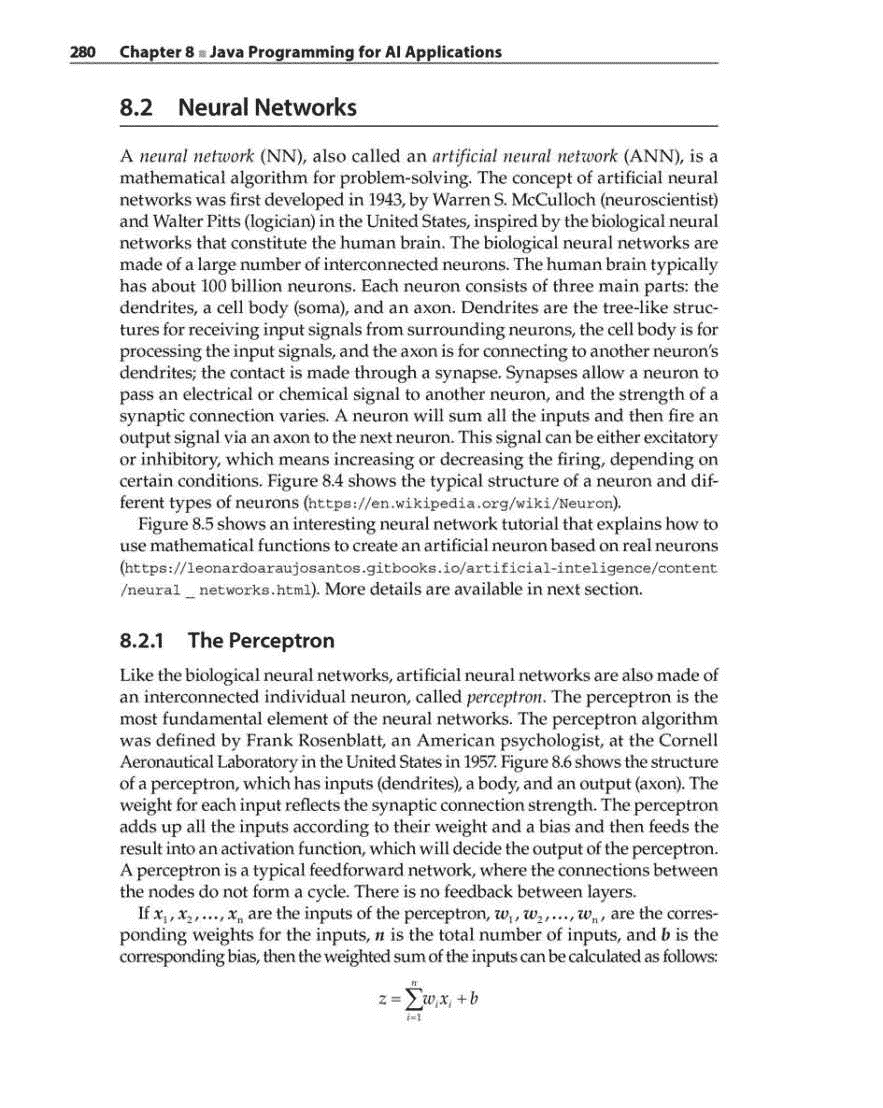 280 Chapter 8 ■ Java Programming for AI Applications
8.2 Neural Networks
A neural network (NN), also called an artificial neural network (ANN), is a
mathematical algorithm for problem-solving. The concept of artificial neural
networks was first developed in 1943, by Warren S. McCulloch (neuroscientist)
and Walter Pitts (logician) in the United States, inspired by the biological neural
networks that constitute the human brain. The biological neural networks are
made of a large number of interconnected neurons. The human brain typically
has about 100 billion neurons. Each neuron consists of three main parts: the
dendrites, a cell body (soma), and an axon. Dendrites are the tree-like struc-
tures for receiving input signals from surrounding neurons, the cell body is for
processing the input signals, and the axon is for connecting to another neuron's
dendrites; the contact is made through a synapse. Synapses allow a neuron to
pass an electrical or chemical signal to another neuron, and the strength of a
synaptic connection varies. A neuron will sum all the inputs and then fire an
output signal via an axon to the next neuron. This signal can be either excitatory
or inhibitory, which means increasing or decreasing the firing, depending on
certain conditions. Figure 8.4 shows the typical structure of a neuron and dif-
ferent types of neurons (https://en.wikipedia.org/wiki/Neuron).
Figure 8.5 shows an interesting neural network tutorial that explains how to
use mathematical functions to create an artificial neuron based on real neurons
(https://leonardoaraujosantos.gitbooks.io/artificial-inteligence/content
/neural _ networks.html). More details are available in next section.
8.2.1 The Perceptron
Like the biological neural networks, artificial neural networks are also made of
an interconnected individual neuron, called perceptron. The perceptron is the
most fundamental element of the neural networks. The perceptron algorithm
was defined by Frank Rosenblatt, an American psychologist, at the Cornell
Aeronautical Laboratory in the United States in 1957. Figure 8.6 shows the structure
of a perceptron, which has inputs (dendrites), a body, and an output (axon). The
weight for each input reflects the synaptic connection strength. The perceptron
adds up all the inputs according to their weight and a bias and then feeds the
result into an activation function, which will decide the output of the perceptron.
A perceptron is a typical feedforward network, where the connections between
the nodes do not form a cycle. There is no feedback between layers.
If x₁, x₂, ..., xₙ are the inputs of the perceptron, w₁, w₂, ..., wₙ, are the corres-
ponding weights for the inputs, n is the total number of inputs, and b is the
corresponding bias, then the weighted sum of the inputs can be calculated as follows:
z = ∑ⁿᵢ₌₁ wᵢxᵢ + b